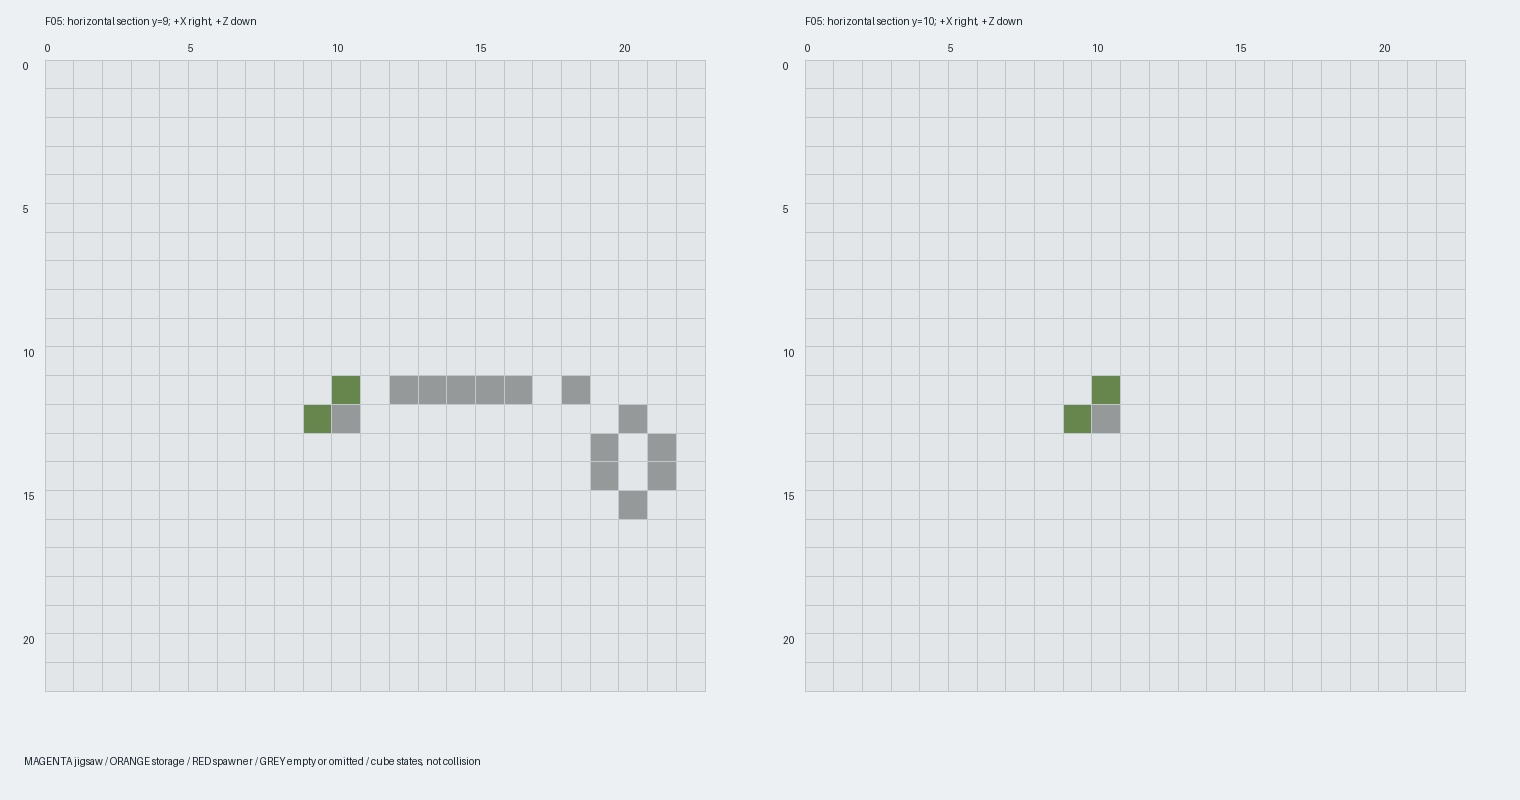 F05: horizontal section y=9; +X right, +Z down
F05: horizontal section y=10; +X right, +Z down
0 5 10 15 20
0 5 10 15 20
0 0
5 5
10 10
15 15
20 20
MAGENTA jigsaw / ORANGE storage / RED spawner / GREY empty or omitted / cube states, not collision